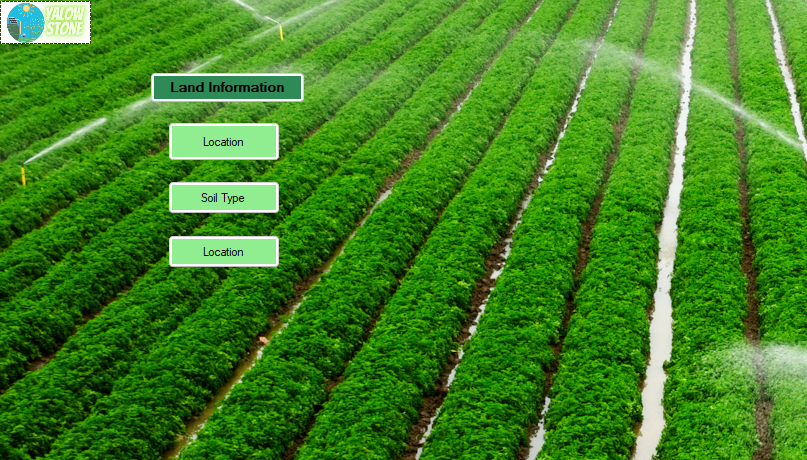 YALOW
STONE
Land Information
Location
Soil Type
Location